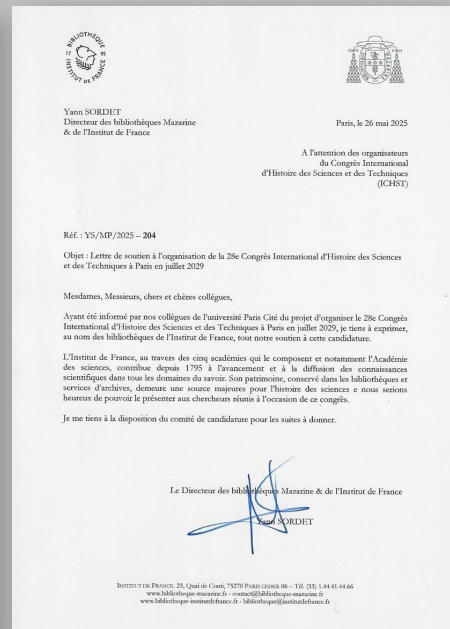 BIBLIOTHÈQUE
17 95
INSTITUT DE FRANCE
Yann SORDET
Directeur des bibliothèques Mazarine
& de l'Institut de France
Paris, le 26 mai 2025
A l'attention des organisateurs
du Congrès International
d'Histoire des Sciences et des Techniques
(ICHST)
Réf. : YS/MP/2025 – 204
Objet : Lettre de soutien à l'organisation de la 28e Congrès International d'Histoire des Sciences
et des Techniques à Paris en juillet 2029
Mesdames, Messieurs, chers et chères collègues,
Ayant été informé par nos collègues de l'université Paris Cité du projet d'organiser le 28e Congrès
International d'Histoire des Sciences et des Techniques à Paris en juillet 2029, je tiens à exprimer,
au nom des bibliothèques de l'Institut de France, tout notre soutien à cette candidature.
L'Institut de France, au travers des cinq académies qui le composent et notamment l'Académie
des sciences, contribue depuis 1795 à l'avancement et à la diffusion des connaissances
scientifiques dans tous les domaines du savoir. Son patrimoine, conservé dans les bibliothèques et
services d'archives, demeure une source majeures pour l'histoire des sciences e nous serions
heureux de pouvoir le présenter aux chercheurs réunis à l'occasion de ce congrès.
Je me tiens à la disposition du comité de candidature pour les suites à donner.
Le Directeur des bibliothèques Mazarine & de l'Institut de France
Yann SORDET
INSTITUT DE FRANCE. 23, Quai de Conti, 75270 PARIS CEDEX 06 – Tél. (33) 1.44.41.44.66
www.bibliotheque-mazarine.fr - contact@bibliotheque-mazarine.fr
www.bibliotheque-institutdefrance.fr - bibliotheque@institutdefrance.fr